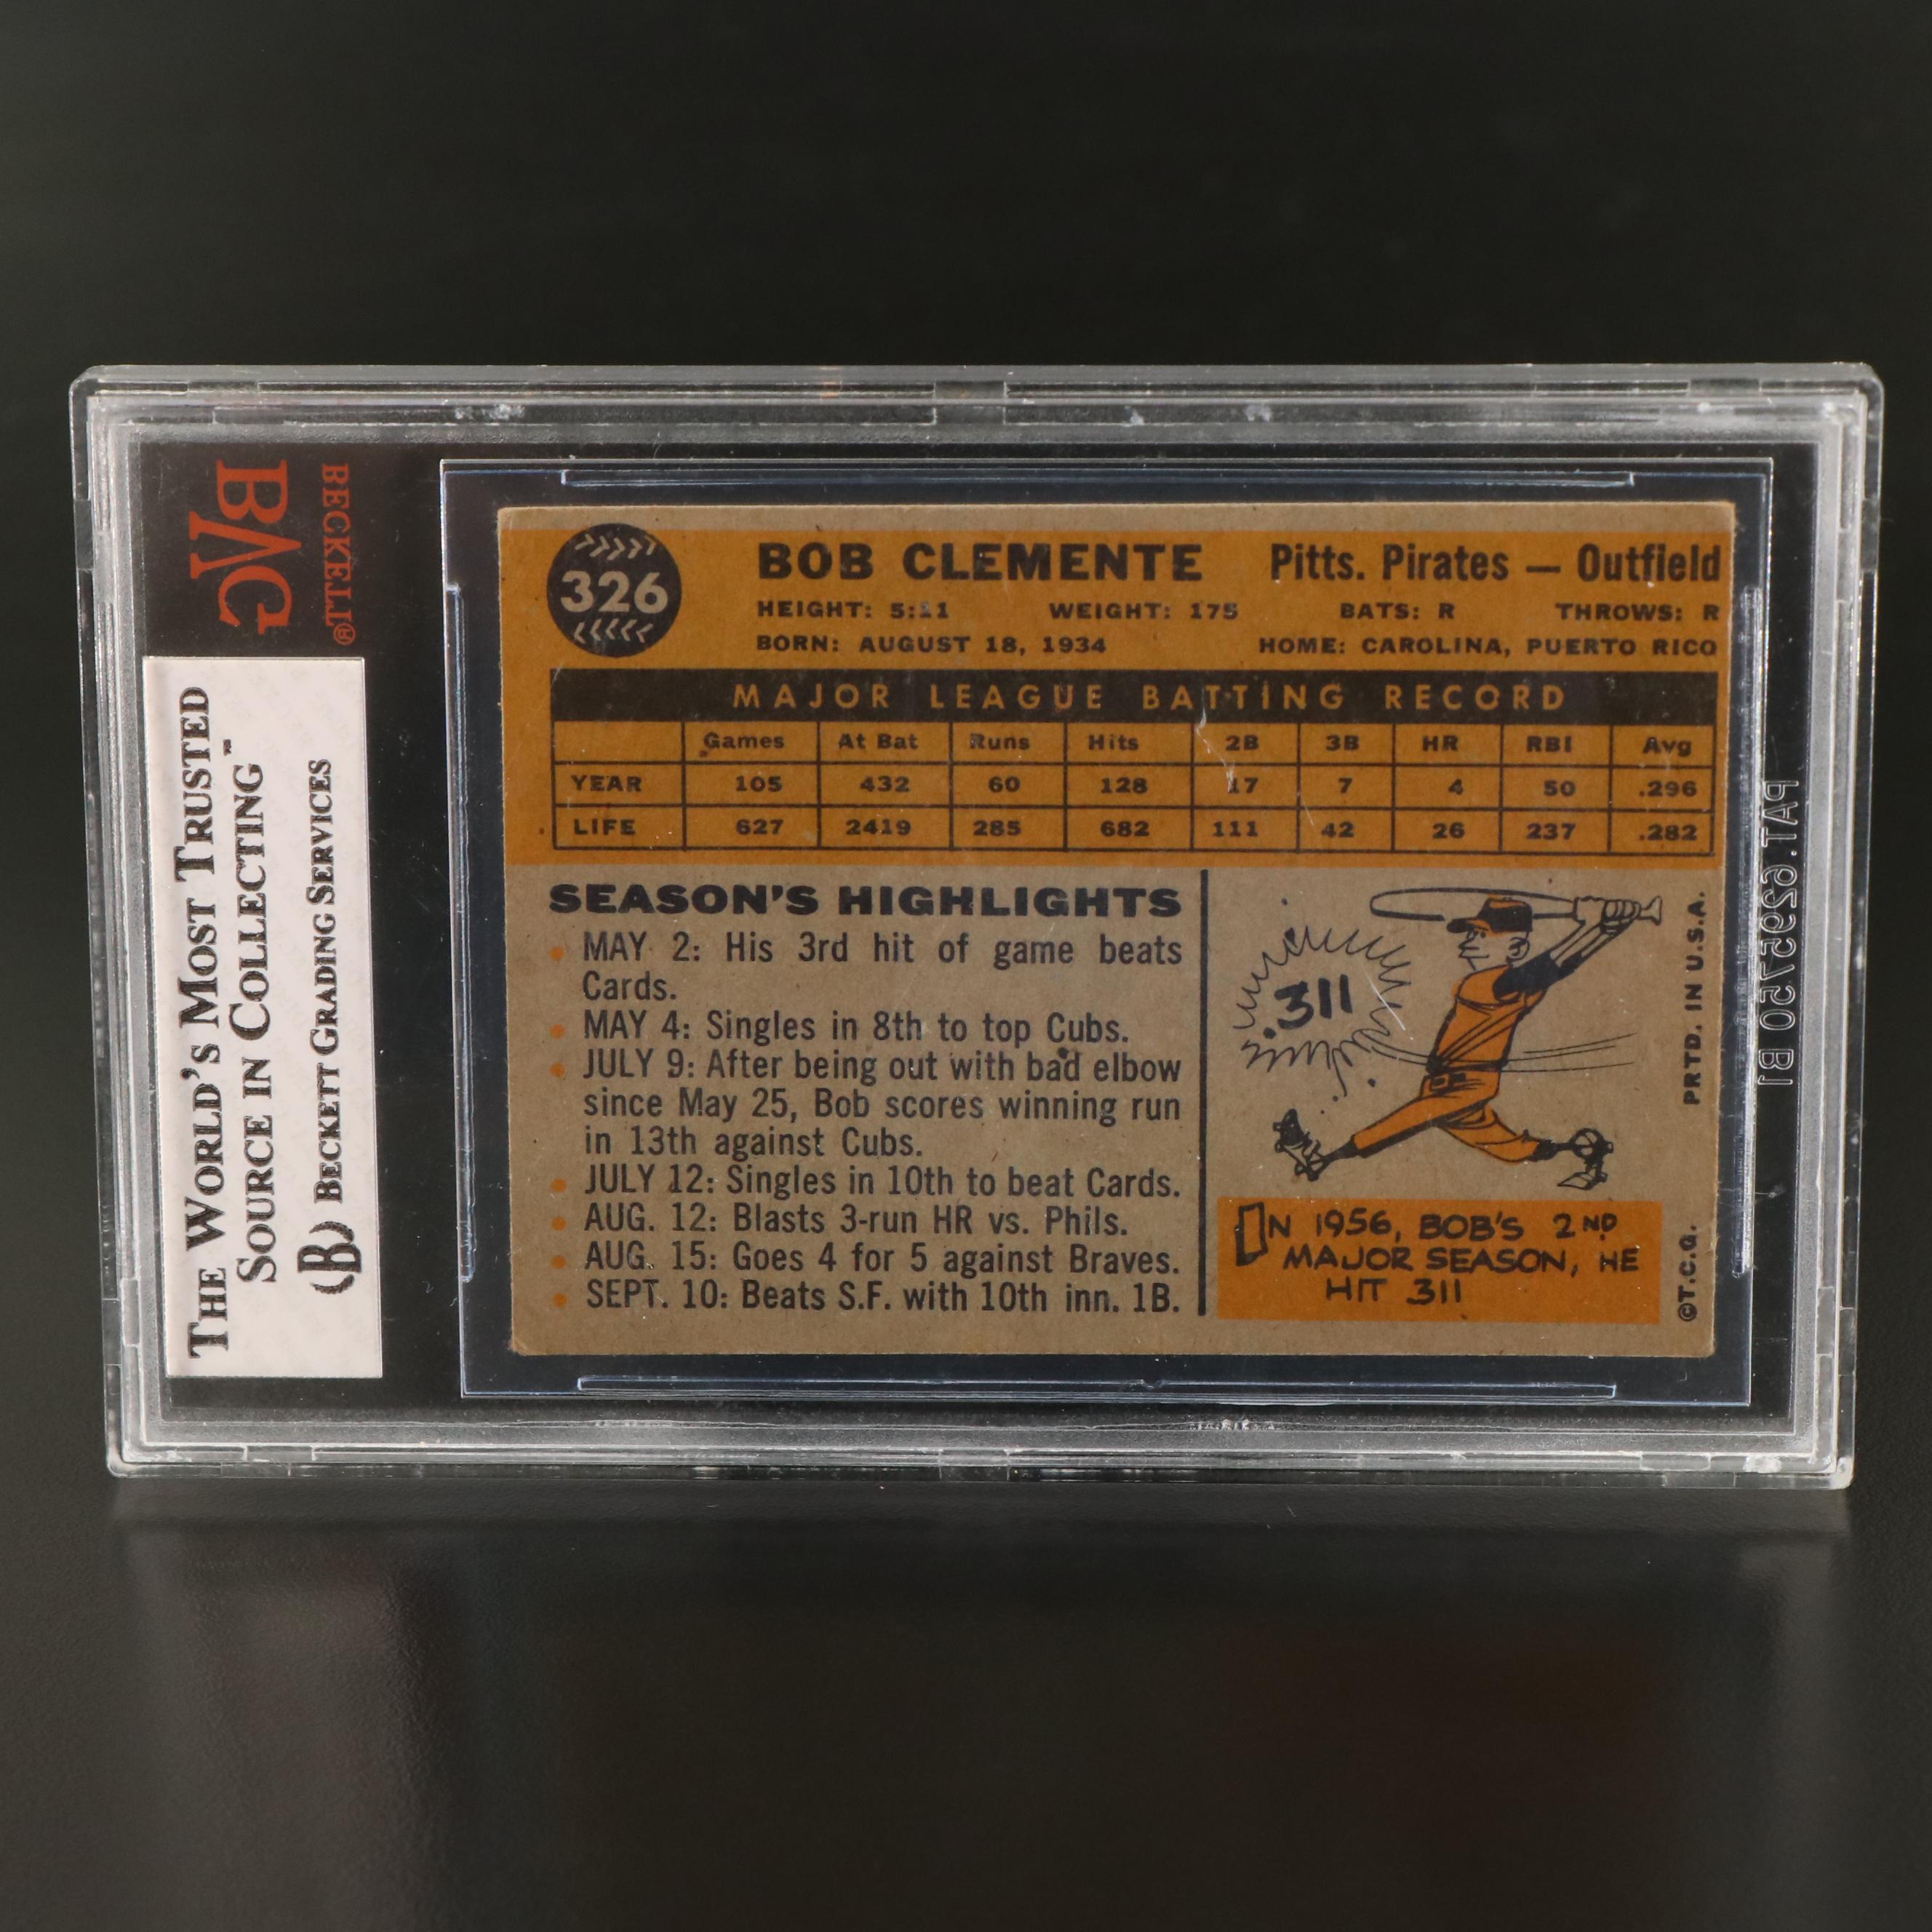 BECKETT®
BVG
THE WORLD'S MOST TRUSTED
SOURCE IN COLLECTING™
(B) BECKETT GRADING SERVICES
326
BOB CLEMENTE Pitts. Pirates — Outfield
HEIGHT: 5:11 WEIGHT: 175 BATS: R THROWS: R
BORN: AUGUST 18, 1934 HOME: CAROLINA, PUERTO RICO
MAJOR LEAGUE BATTING RECORD
Games At Bat Runs Hits 2B 3B HR RBI Avg
YEAR 105 432 60 128 17 7 4 50 .296
LIFE 627 2419 285 682 111 42 26 237 .282
SEASON'S HIGHLIGHTS
• MAY 2: His 3rd hit of game beats
Cards.
• MAY 4: Singles in 8th to top Cubs.
• JULY 9: After being out with bad elbow
since May 25, Bob scores winning run
in 13th against Cubs.
• JULY 12: Singles in 10th to beat Cards.
• AUG. 12: Blasts 3-run HR vs. Phils.
• AUG. 15: Goes 4 for 5 against Braves.
• SEPT. 10: Beats S.F. with 10th inn. 1B.
.311
IN 1956, BOB'S 2ND
MAJOR SEASON, HE
HIT .311
©T.C.G. PRTD. IN U.S.A.
PAT.6295750 B1